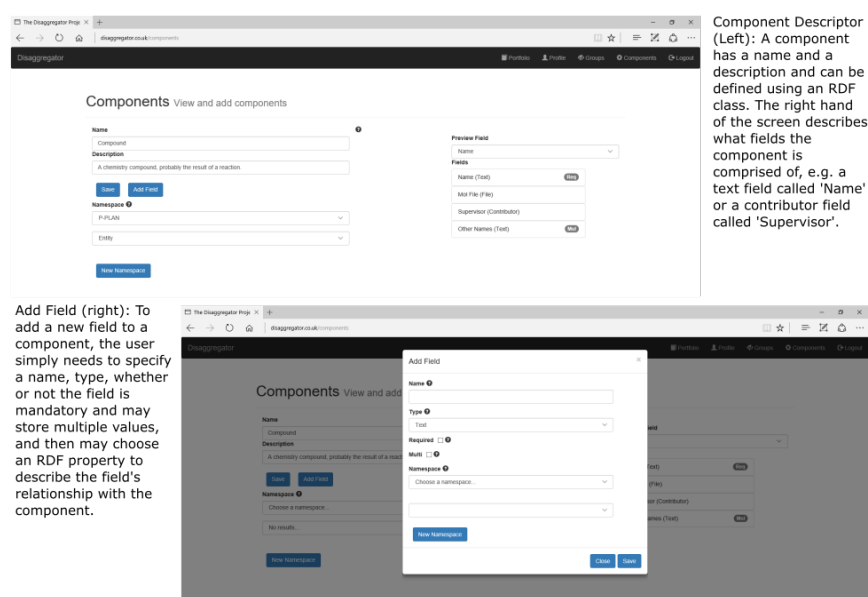 The Disaggregator Proje
disaggregator.co.uk/components
Disaggregator
Portfolio Profile Groups Components Logout
Components View and add components
Name
Compound
Description
A chemistry compound, probably the result of a reaction.
Save Add Field
Namespace
P-PLAN
Entity
New Namespace
Preview Field
Name
Fields
Name (Text) Req
Mol File (File)
Supervisor (Contributor)
Other Names (Text) Mul
Component Descriptor
(Left): A component
has a name and a
description and can be
defined using an RDF
class. The right hand
of the screen describes
what fields the
component is
comprised of, e.g. a
text field called 'Name'
or a contributor field
called 'Supervisor'.
Add Field (right): To
add a new field to a
component, the user
simply needs to specify
a name, type, whether
or not the field is
mandatory and may
store multiple values,
and then may choose
an RDF property to
describe the field's
relationship with the
component.
The Disaggregator Proje
disaggregator.co.uk/components
Disaggregator
Portfolio Profile Groups Components Logout
Components View and add
Name
Compound
Description
A chemistry compound, probably the result of a react
Save Add Field
Namespace
Choose a namespace...
No results...
New Namespace
Add Field
Name
Type
Text
Required
Multi
Namespace
Choose a namespace...
New Namespace
Close Save
(Text) Req
(File)
(Contributor)
(Text) Mul